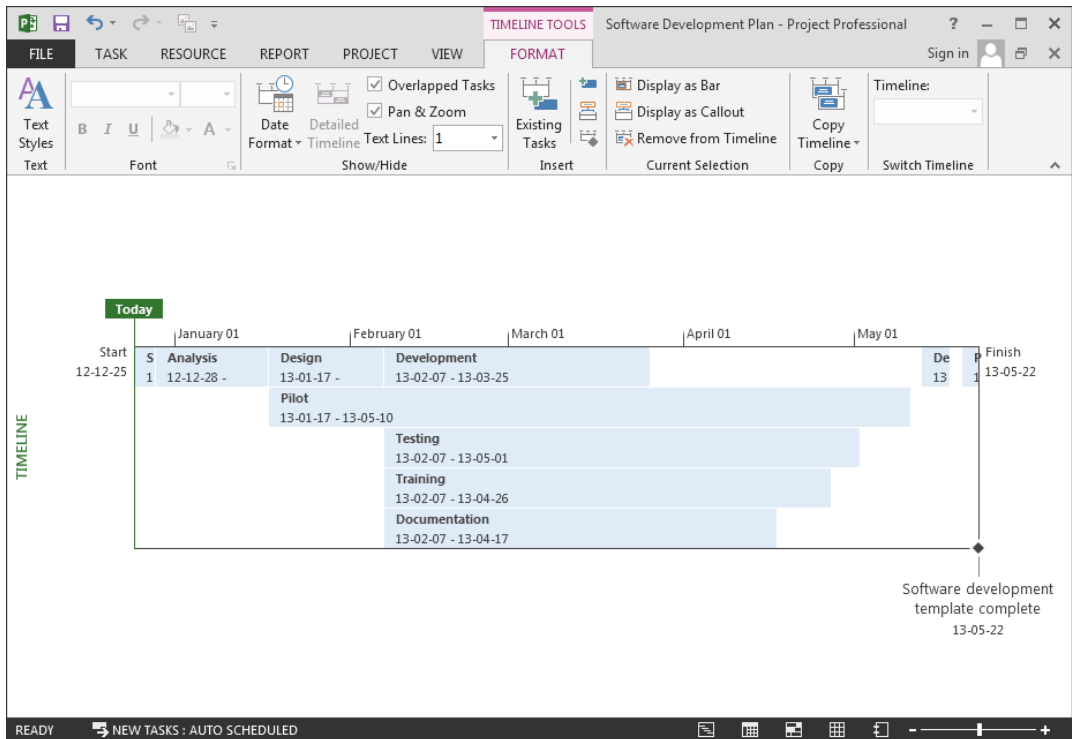 TIMELINE TOOLS
Software Development Plan - Project Professional
FILE TASK RESOURCE REPORT PROJECT VIEW FORMAT Sign in
Text Styles
B I U A
Date Format
Detailed Timeline
Overlapped Tasks
Pan & Zoom
Text Lines: 1
Existing Tasks
Display as Bar
Display as Callout
Remove from Timeline
Copy Timeline
Timeline:
Text Font Show/Hide Insert Current Selection Copy Switch Timeline
TIMELINE
Today
January 01 February 01 March 01 April 01 May 01
Start
12-12-25
S
1
Analysis
12-12-28 -
Design
13-01-17 -
Development
13-02-07 - 13-03-25
De
13
P
1
Finish
13-05-22
Pilot
13-01-17 - 13-05-10
Testing
13-02-07 - 13-05-01
Training
13-02-07 - 13-04-26
Documentation
13-02-07 - 13-04-17
Software development
template complete
13-05-22
READY NEW TASKS : AUTO SCHEDULED